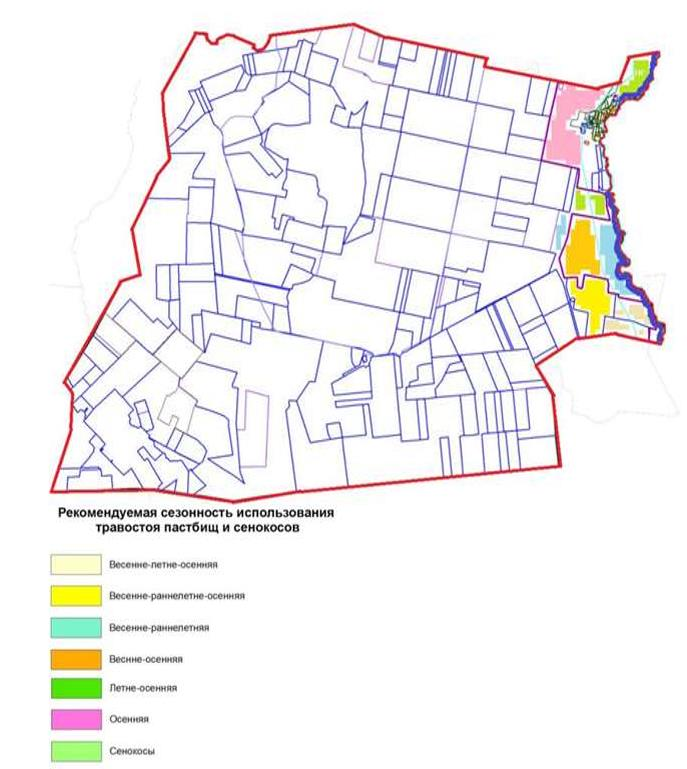 Рекомендуемая сезонность использования
травостоя пастбищ и сенокосов
Весенне-летне-осенняя
Весенне-раннелетне-осенняя
Весенне-раннелетняя
Веснне-осенняя
Летне-осенняя
Осенняя
Сенокосы